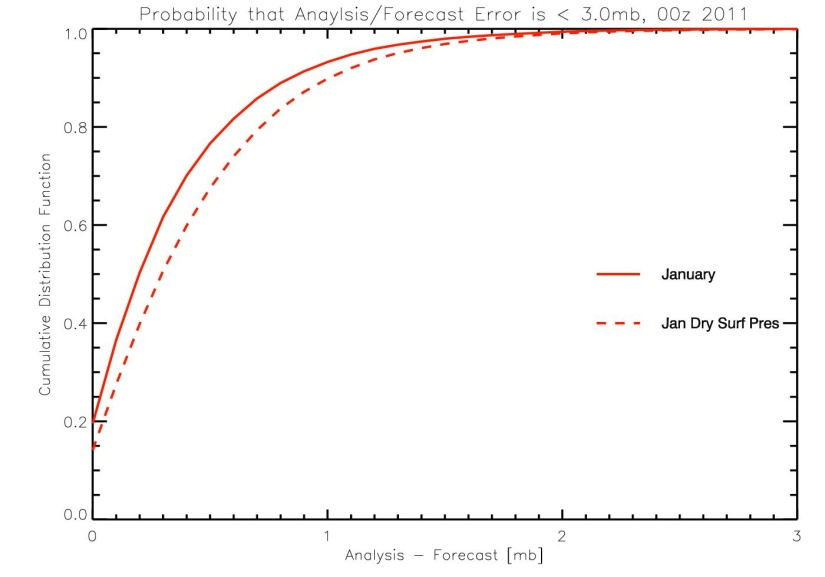 Probability that Anaylsis/Forecast Error is < 3.0mb, 00z 2011
1.0
0.8
0.6
0.4
0.2
0.0
Cumulative Distribution Function
January
Jan Dry Surf Pres
0 1 2 3
Analysis − Forecast [mb]